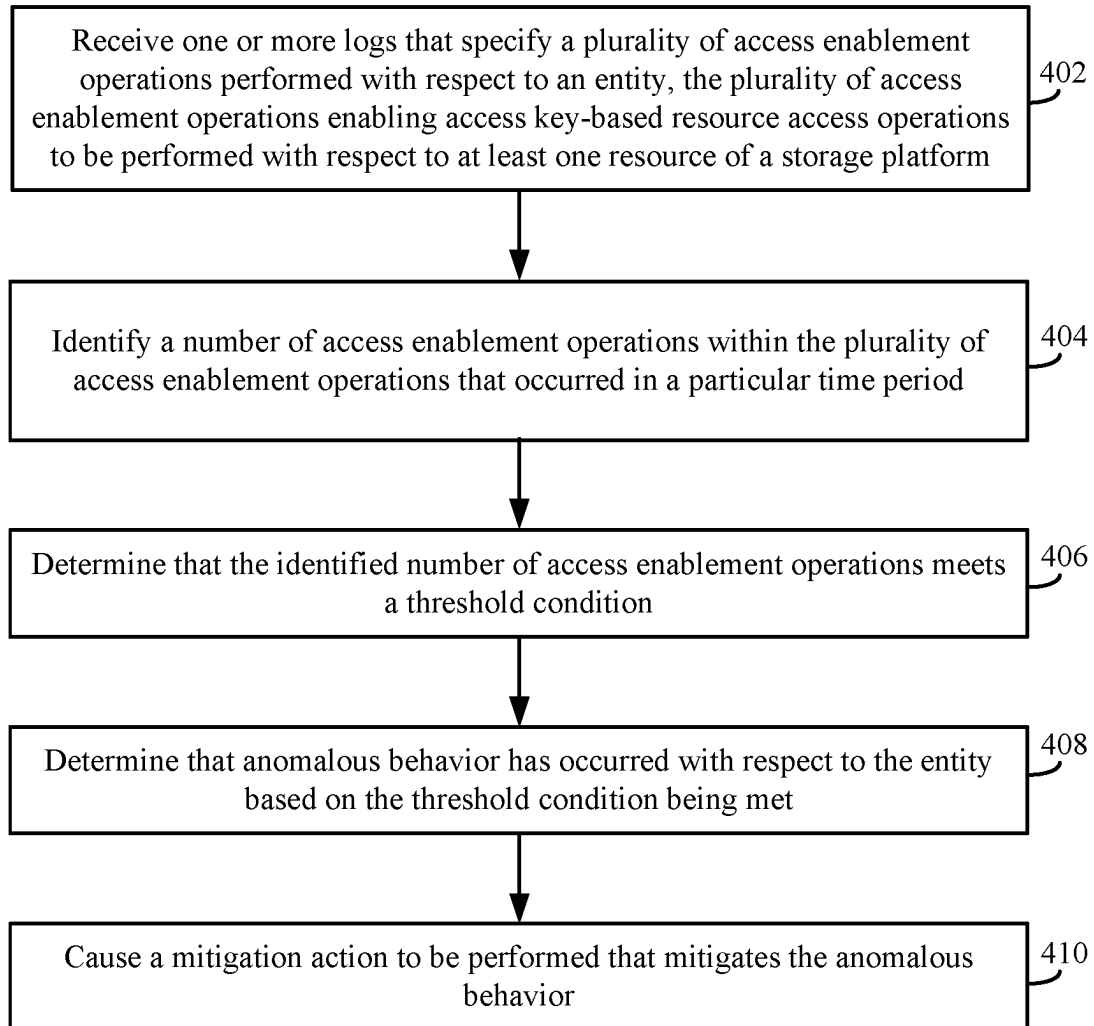 Receive one or more logs that specify a plurality of access enablement
operations performed with respect to an entity, the plurality of access
enablement operations enabling access key-based resource access operations
to be performed with respect to at least one resource of a storage platform
402
Identify a number of access enablement operations within the plurality of
access enablement operations that occurred in a particular time period
404
Determine that the identified number of access enablement operations meets
a threshold condition
406
Determine that anomalous behavior has occurred with respect to the entity
based on the threshold condition being met
408
Cause a mitigation action to be performed that mitigates the anomalous
behavior
410